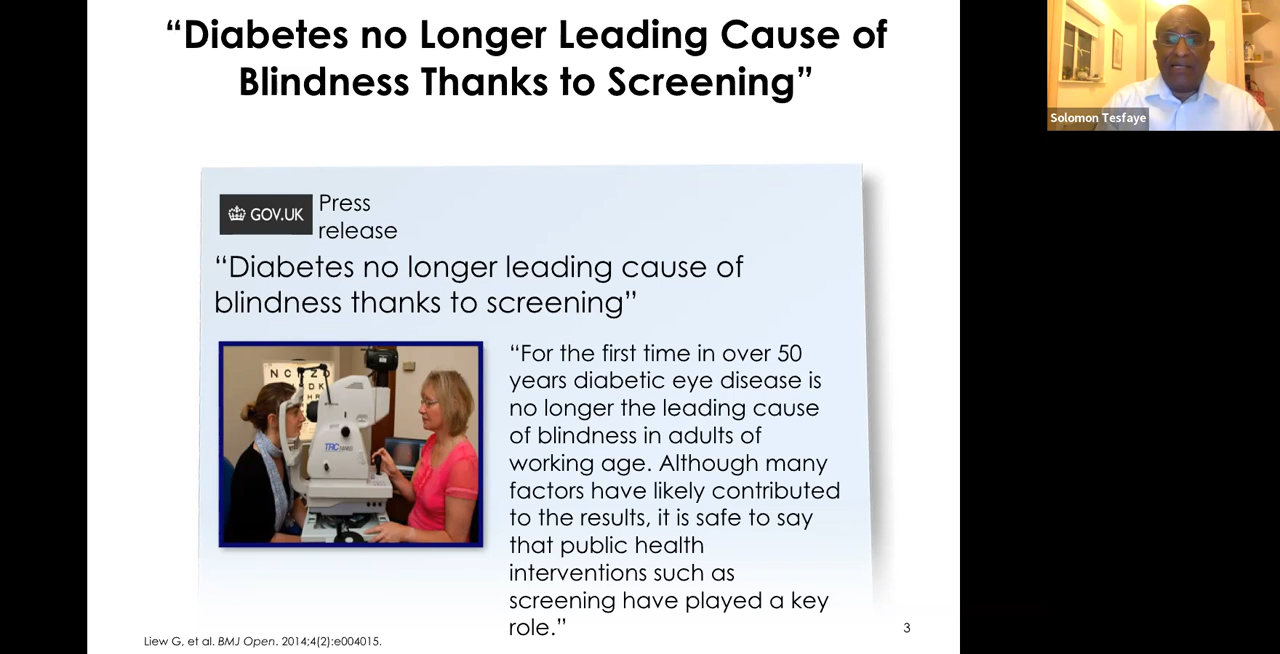 “Diabetes no Longer Leading Cause of
Blindness Thanks to Screening”
Solomon Tesfaye
GOV.UK
Press
release
“Diabetes no longer leading cause of
blindness thanks to screening”
N C K Z O
D K
H R
TRC
“For the first time in over 50
years diabetic eye disease is
no longer the leading cause
of blindness in adults of
working age. Although many
factors have likely contributed
to the results, it is safe to say
that public health
interventions such as
screening have played a key
role.”
Liew G, et al. BMJ Open. 2014;4(2):e004015.
3